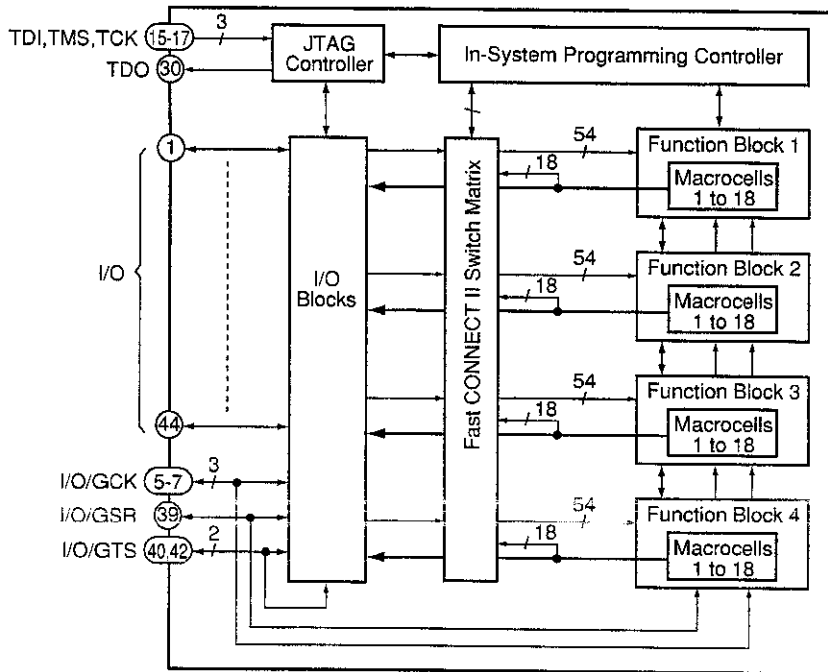 TDI,TMS,TCK 15-17 3
TDO 30
JTAG
Controller
In-System Programming Controller
1
I/O
44
I/O/GCK 5-7 3
I/O/GSR 39
I/O/GTS 40,42 2
I/O
Blocks
Fast CONNECT II Switch Matrix
54
18
Function Block 1
Macrocells
1 to 18
54
18
Function Block 2
Macrocells
1 to 18
54
18
Function Block 3
Macrocells
1 to 18
54
18
Function Block 4
Macrocells
1 to 18